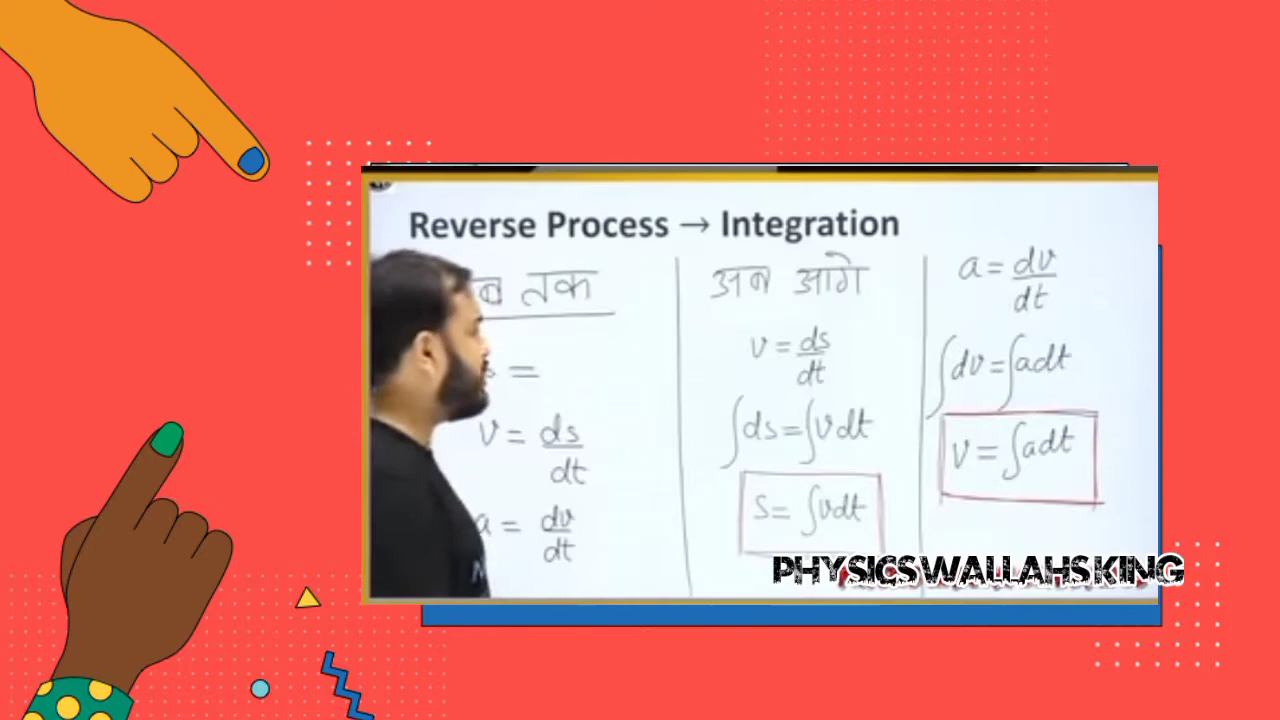 Reverse Process → Integration
तक
s =
v = ds/dt
a = dv/dt
अब आगे
v = ds/dt
∫ds = ∫vdt
s = ∫vdt
a = dv/dt
∫dv = ∫adt
v = ∫adt
PHYSICSWALLAHSKING